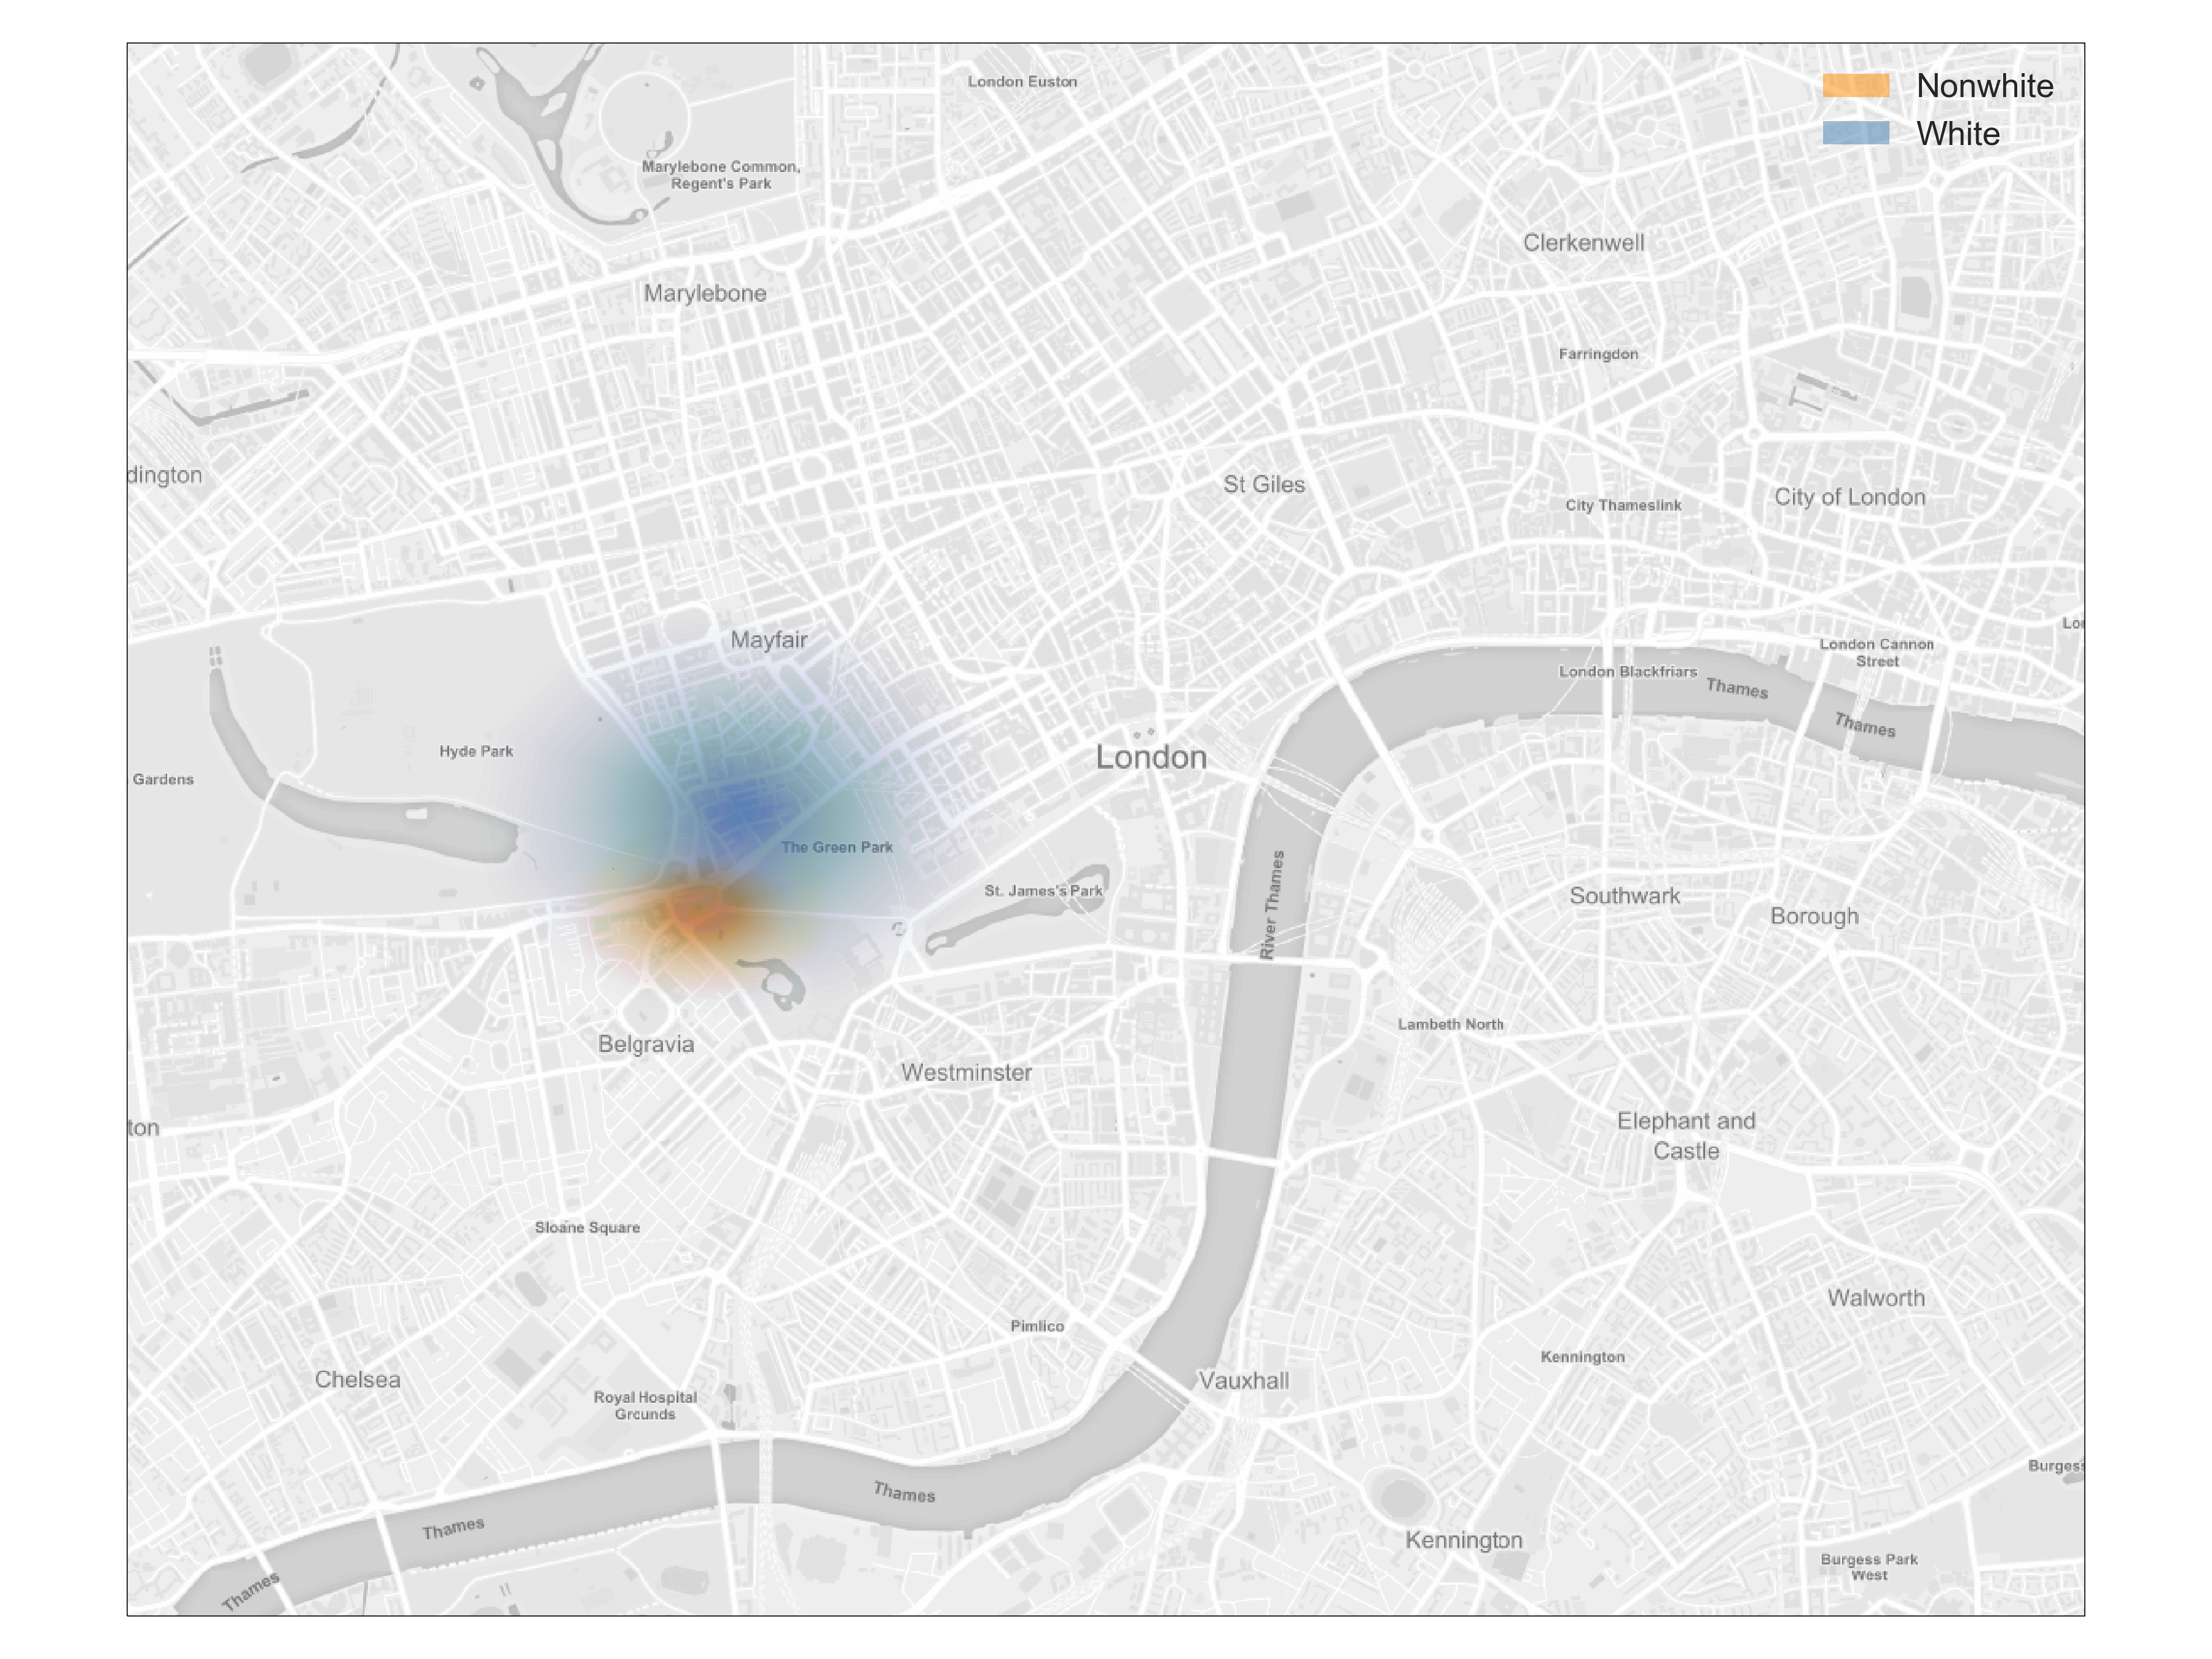 London Euston
Nonwhite
White
Marylebone Common,
Regent's Park
Clerkenwell
Marylebone
Farringdon
dington
St Giles
City of London
City Thameslink
Mayfair
Lor
London Cannon
Street
London Blackfriars
Thames
Thames
Hyde Park
London
Gardens
The Green Park
St. James's Park
River Thames
Southwark
Borough
Lambeth North
Belgravia
Westminster
ton
Elephant and
Castle
Sloane Square
Walworth
Pimlico
Kennington
Chelsea
Vauxhall
Royal Hospital
Grounds
Burgess
Thames
Thames
Kennington
Burgess Park
West
Thames